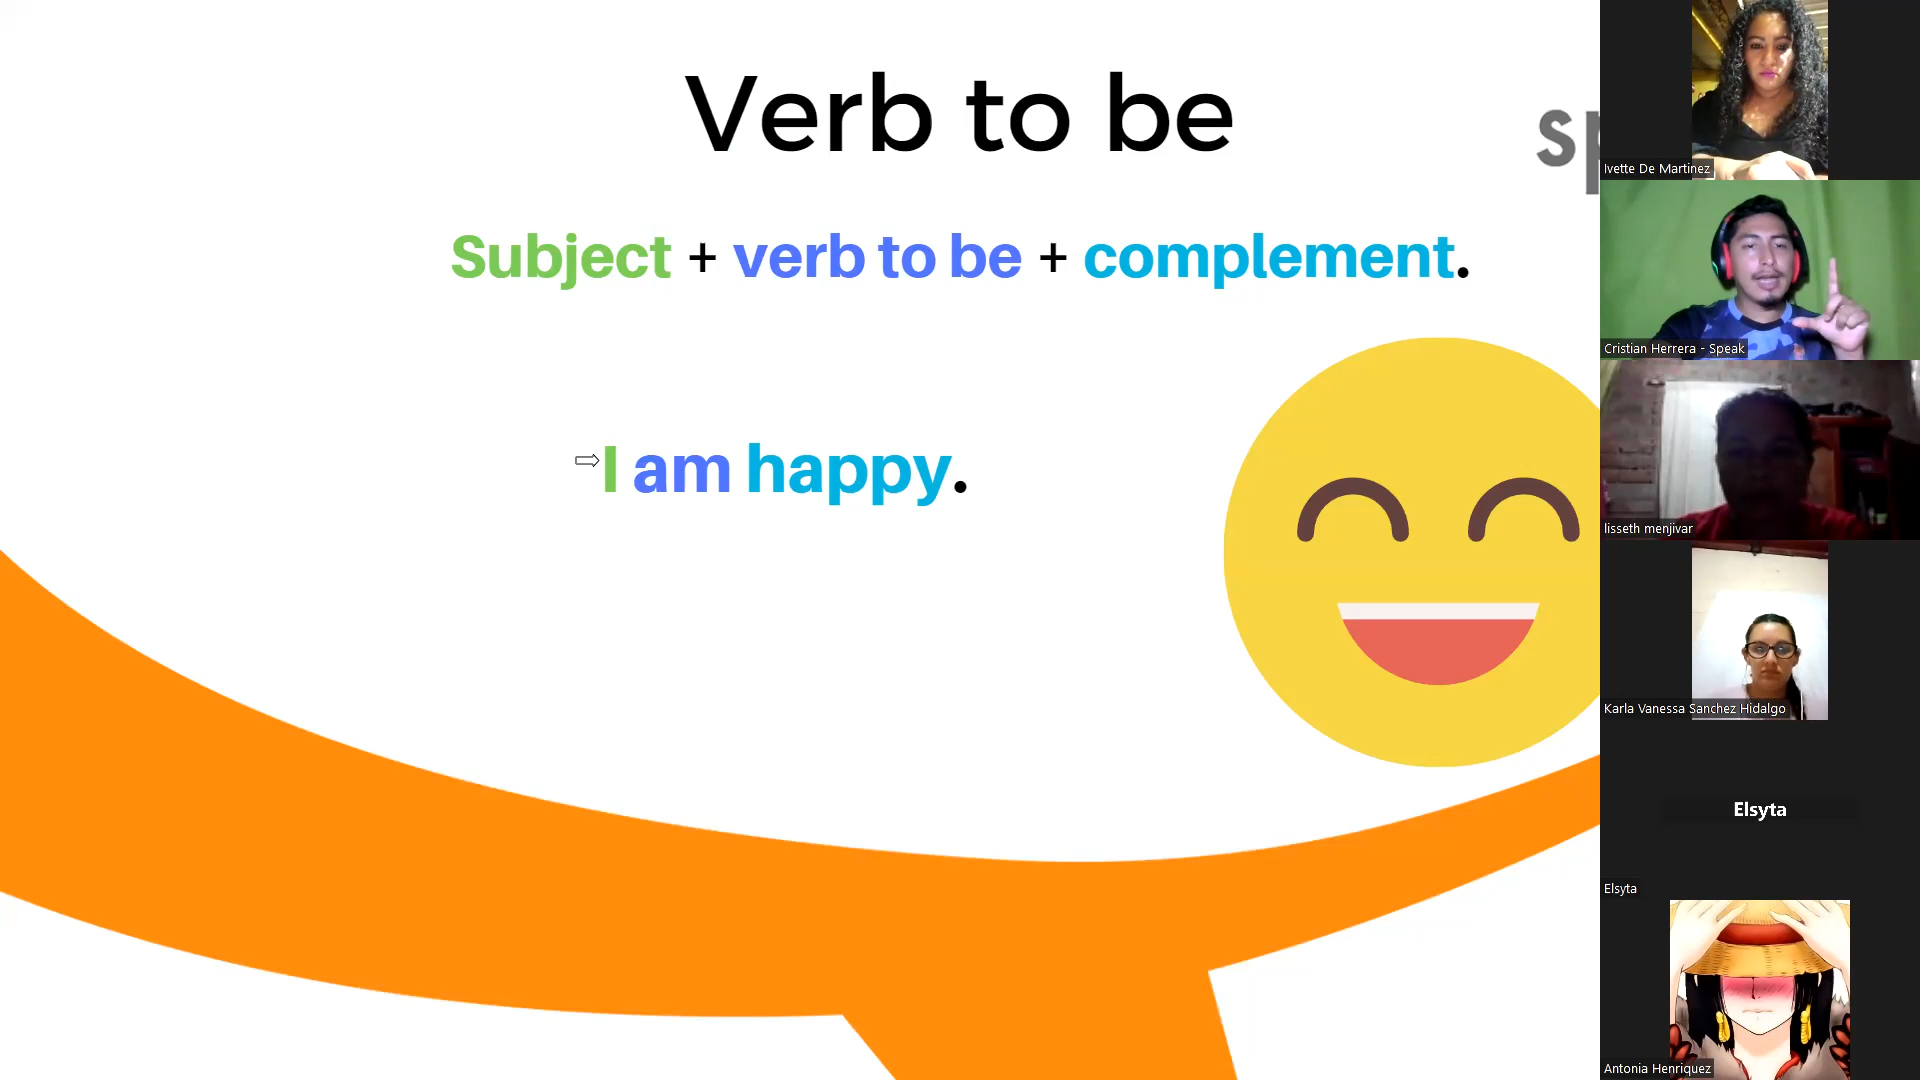 Verb to be
Subject + verb to be + complement.
⇨I am happy.
sp
Ivette De Martinez
Cristian Herrera - Speak
lisseth menjivar
Karla Vanessa Sanchez Hidalgo
Elsyta
Elsyta
Antonia Henriquez